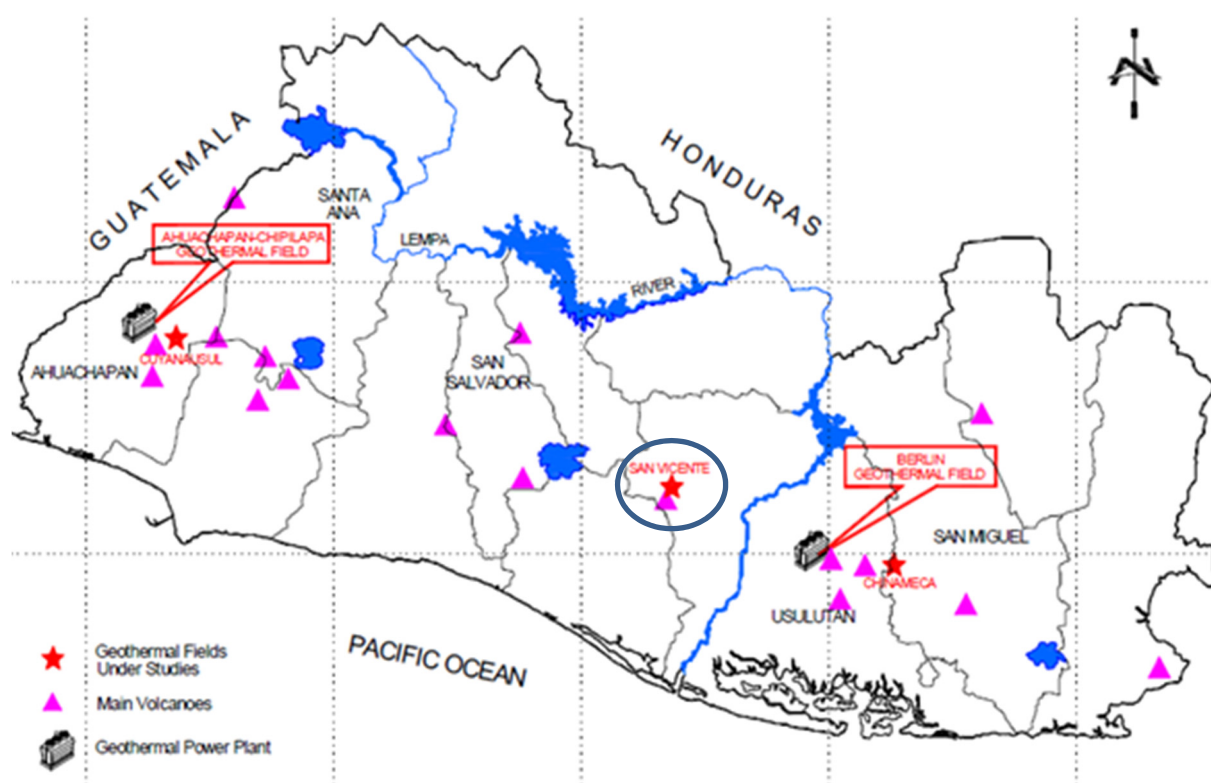 GUATEMALA
HONDURAS
N
SANTA
ANA
AHUACHAPAN-CHIPILAPA
GEOTHERMAL FIELD
LEMPA
RIVER
CUYANAUSUL
AHUACHAPAN
SAN
SALVADOR
SAN VICENTE
BERLIN
GEOTHERMAL FIELD
SAN MIGUEL
CHINAMECA
USULUTAN
PACIFIC OCEAN
Geothermal Fields
Under Studies
Main Volcanoes
Geothermal Power Plant